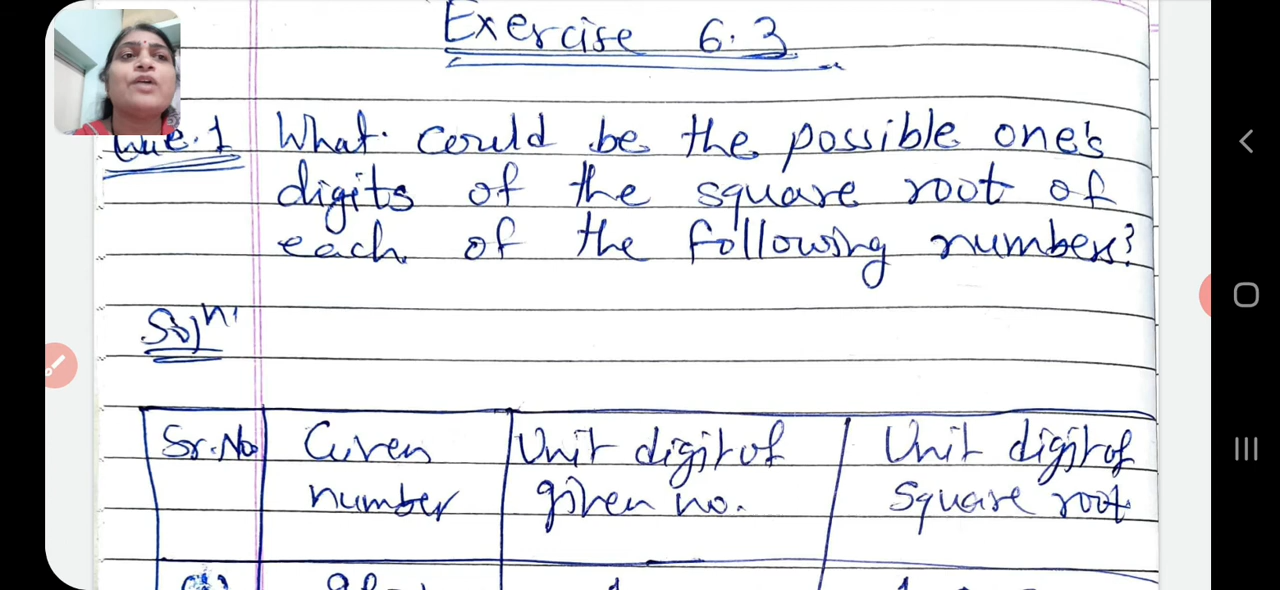 Exercise 6.3
Que. 1 What could be the possible one's
digits of the square root of
each of the following numbers?
Sol^n.
Sr.No Given number Unit digit of given no. Unit digit of square root